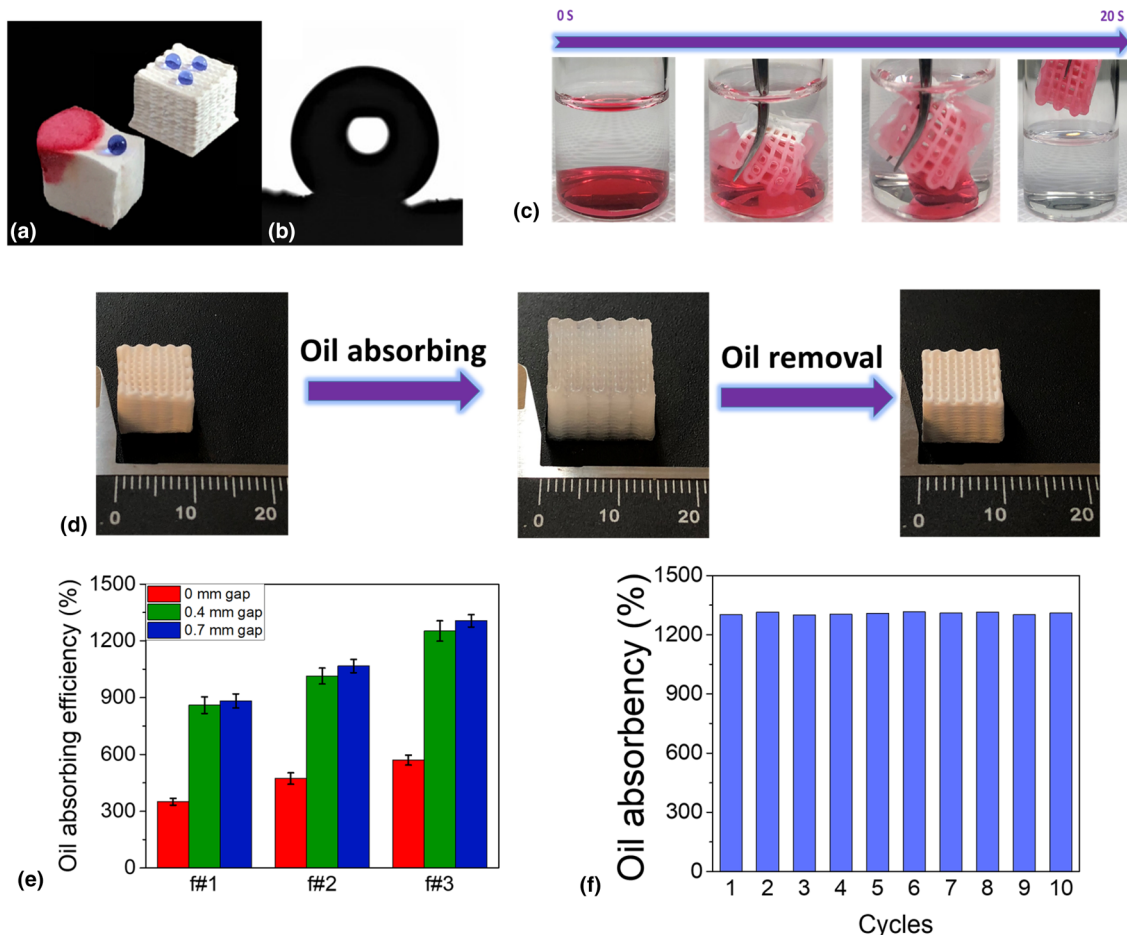 0 S
20 S
(a)
(b)
(c)
Oil absorbing
Oil removal
0 10 20
0 10 20
0 10 20
(d)
Oil absorbing efficiency (%)
1500
1200
900
600
300
0
0 mm gap
0.4 mm gap
0.7 mm gap
f#1 f#2 f#3
(e)
Oil absorbency (%)
1500
1200
900
600
300
0
1 2 3 4 5 6 7 8 9 10
Cycles
(f)